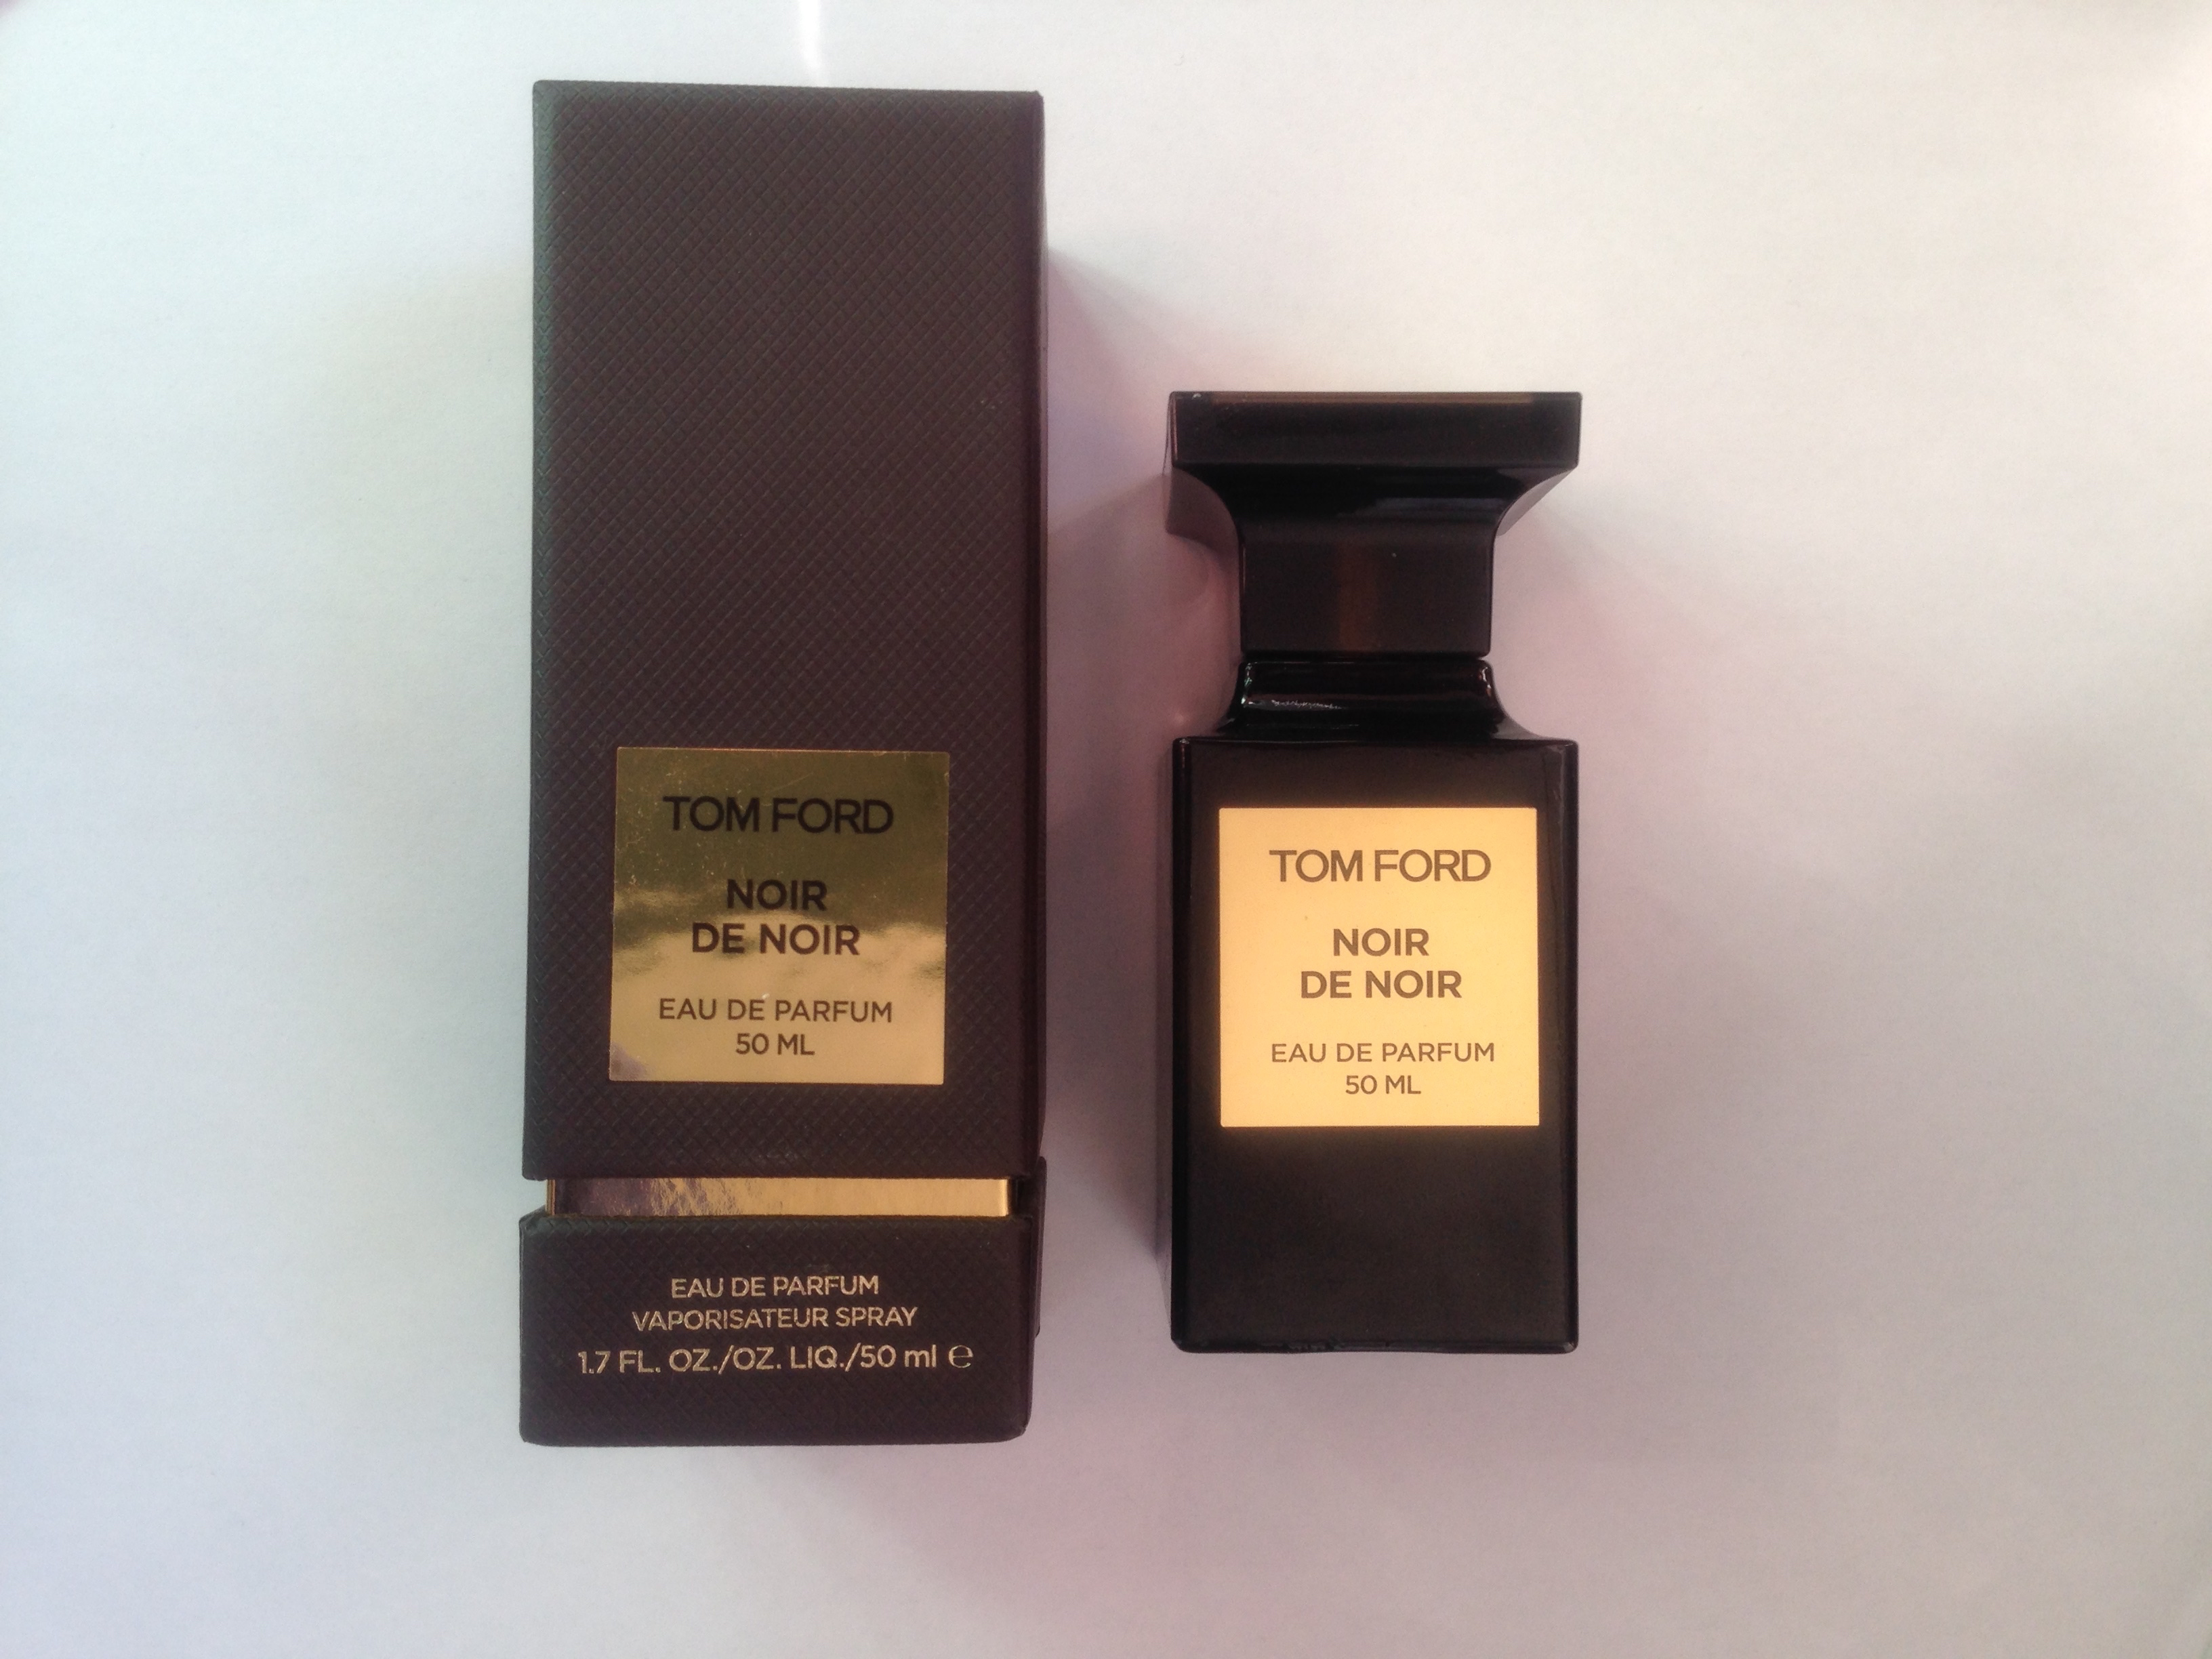 TOM FORD
NOIR
DE NOIR
EAU DE PARFUM
50 ML
EAU DE PARFUM
VAPORISATEUR SPRAY
1.7 FL. OZ./OZ. LIQ./50 ml ℮
TOM FORD
NOIR
DE NOIR
EAU DE PARFUM
50 ML